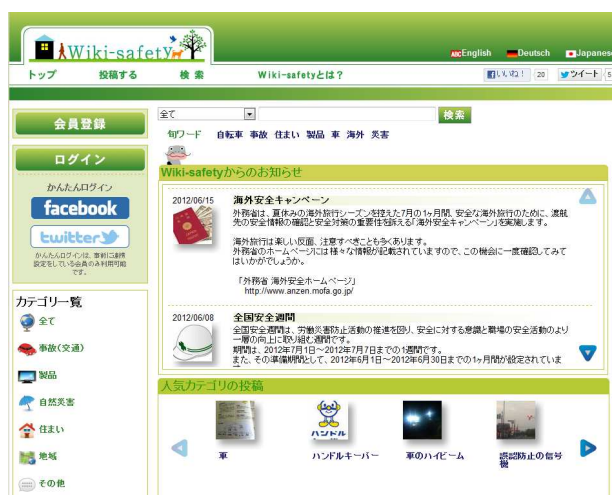 Wiki-safety
ABC English Deutsch Japanese
トップ 投稿する 検索 Wiki-safetyとは？
いいね！ 20 ツイート 5
会員登録
全て 検索
旬ワード 自転車 事故 住まい 製品 車 海外 災害
ログイン
かんたんログイン
facebook
twitter
かんたんログインは、事前に連携
設定をしている会員のみ利用可能
です。
Wiki-safetyからのお知らせ
2012/06/15 海外安全キャンペーン
外務省は、夏休みの海外旅行シーズンを控えた7月の1ヶ月間、安全な海外旅行のために、渡航
先の安全情報の確認と安全対策の重要性を訴える「海外安全キャンペーン」を実施します。
海外旅行は楽しい反面、注意すべきことも多くあります。
外務省のホームページには様々な情報が記載されていますので、この機会に一度確認してみて
はいかがでしょうか。
「外務省 海外安全ホームページ」
http://www.anzen.mofa.go.jp/
2012/06/08 全国安全週間
全国安全週間は、労働災害防止活動の推進を図り、安全に対する意識と職場の安全活動のより
一層の向上に取り組む週間です。
期間は、2012年7月1日～2012年7月7日までの1週間です。
また、その準備期間として、2012年6月1日～2012年6月30日までの1ヶ月間が設定されていま
カテゴリ一覧
全て
事故(交通)
製品
自然災害
住まい
地域
その他
人気カテゴリの投稿
車 ハンドルキーパー 車のハイビーム 誤認防止の信号
機